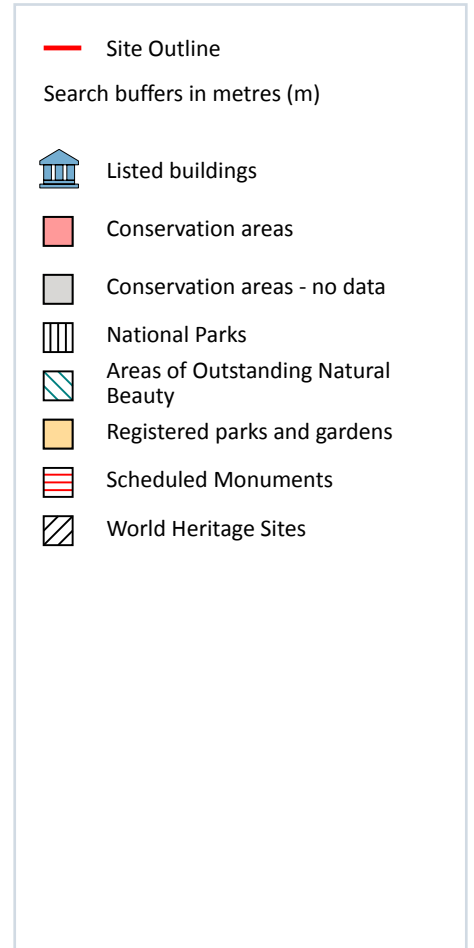 Site Outline
Search buffers in metres (m)
Listed buildings
Conservation areas
Conservation areas - no data
National Parks
Areas of Outstanding Natural
Beauty
Registered parks and gardens
Scheduled Monuments
World Heritage Sites